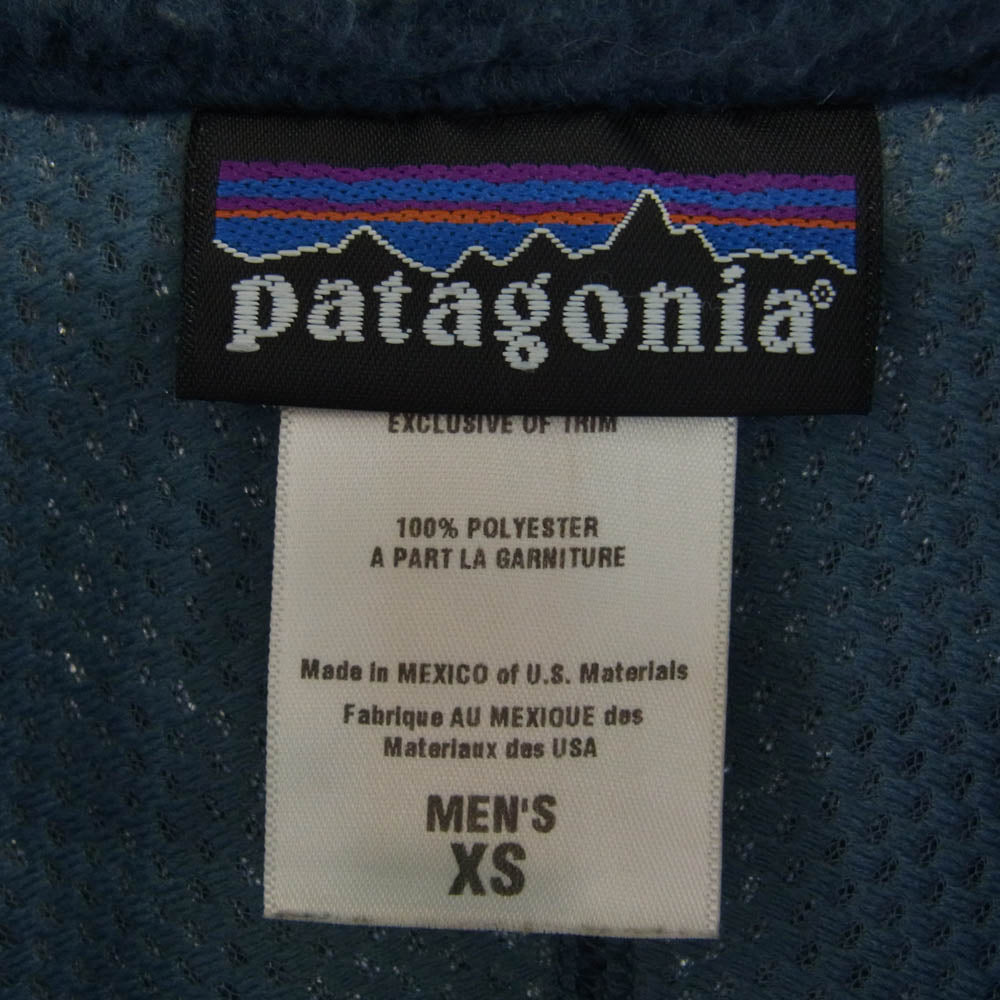 patagonia®
EXCLUSIVE OF TRIM
100% POLYESTER
A PART LA GARNITURE
Made in MEXICO of U.S. Materials
Fabrique AU MEXIQUE des
Materiaux des USA
MEN'S
XS